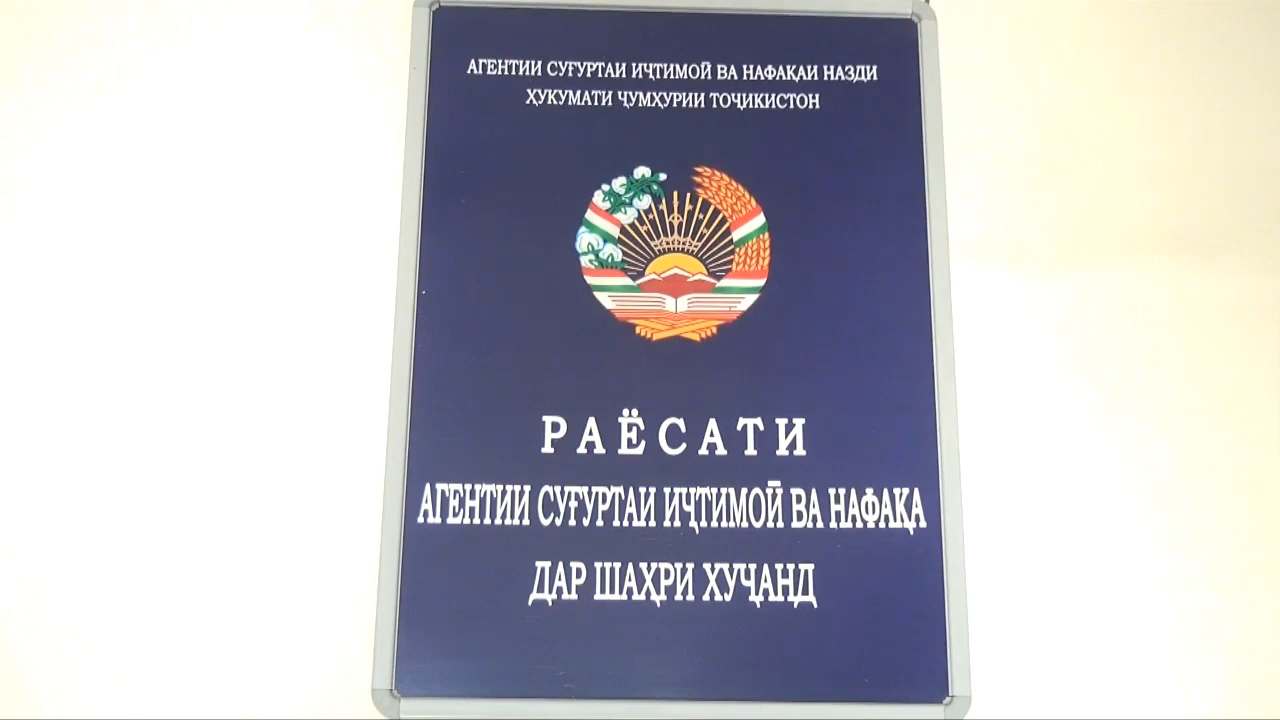 АГЕНТИИ СУҒУРТАИ ИҶТИМОӢ ВА НАФАҚАИ НАЗДИ
ҲУКУМАТИ ҶУМҲУРИИ ТОҶИКИСТОН
РАЁСАТИ
АГЕНТИИ СУҒУРТАИ ИҶТИМОӢ ВА НАФАҚА
ДАР ШАҲРИ ХУҶАНД